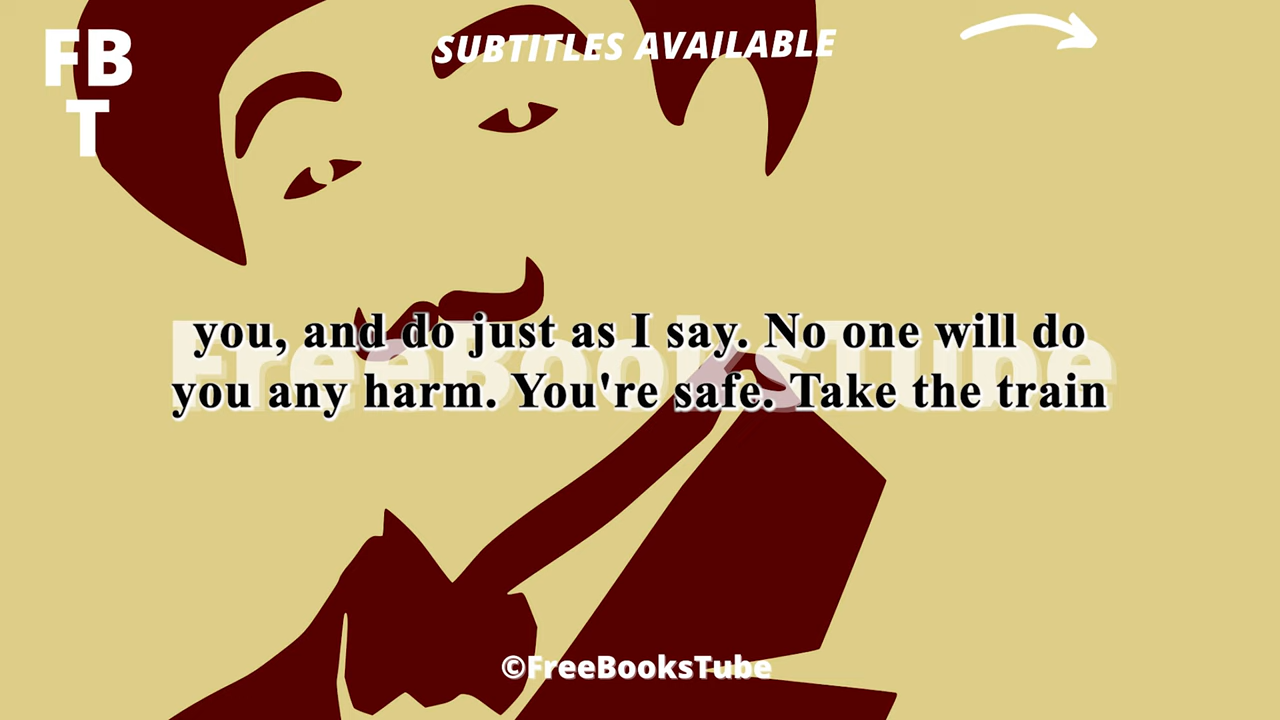 FB
T
SUBTITLES AVAILABLE
FreeBooksTube
you, and do just as I say. No one will do
you any harm. You're safe. Take the train
©FreeBooksTube